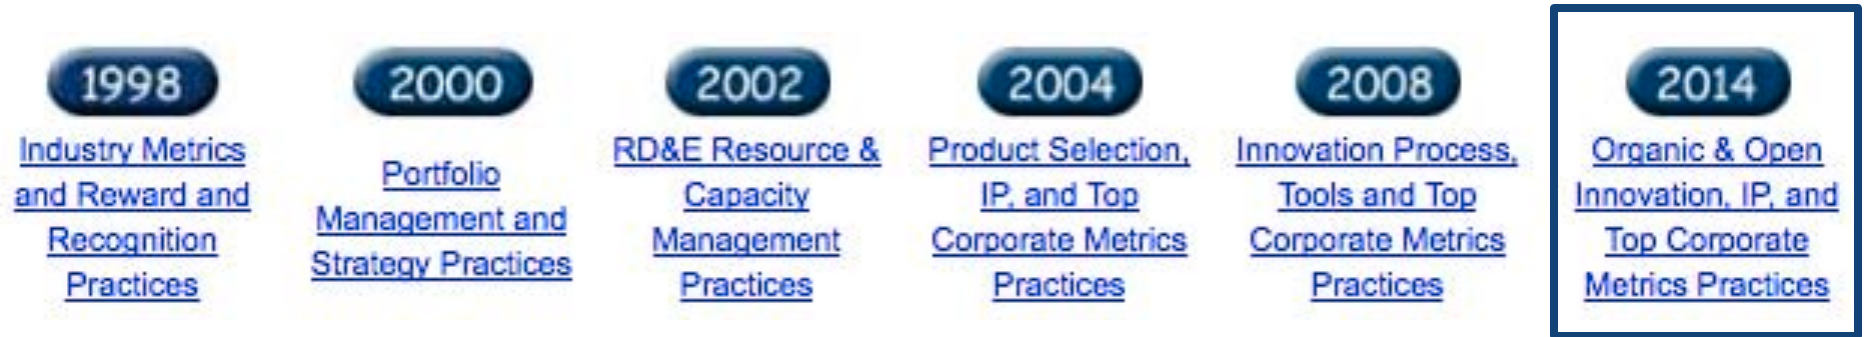 1998
Industry Metrics
and Reward and
Recognition
Practices
2000
Portfolio
Management and
Strategy Practices
2002
RD&E Resource &
Capacity
Management
Practices
2004
Product Selection,
IP, and Top
Corporate Metrics
Practices
2008
Innovation Process,
Tools and Top
Corporate Metrics
Practices
2014
Organic & Open
Innovation, IP, and
Top Corporate
Metrics Practices